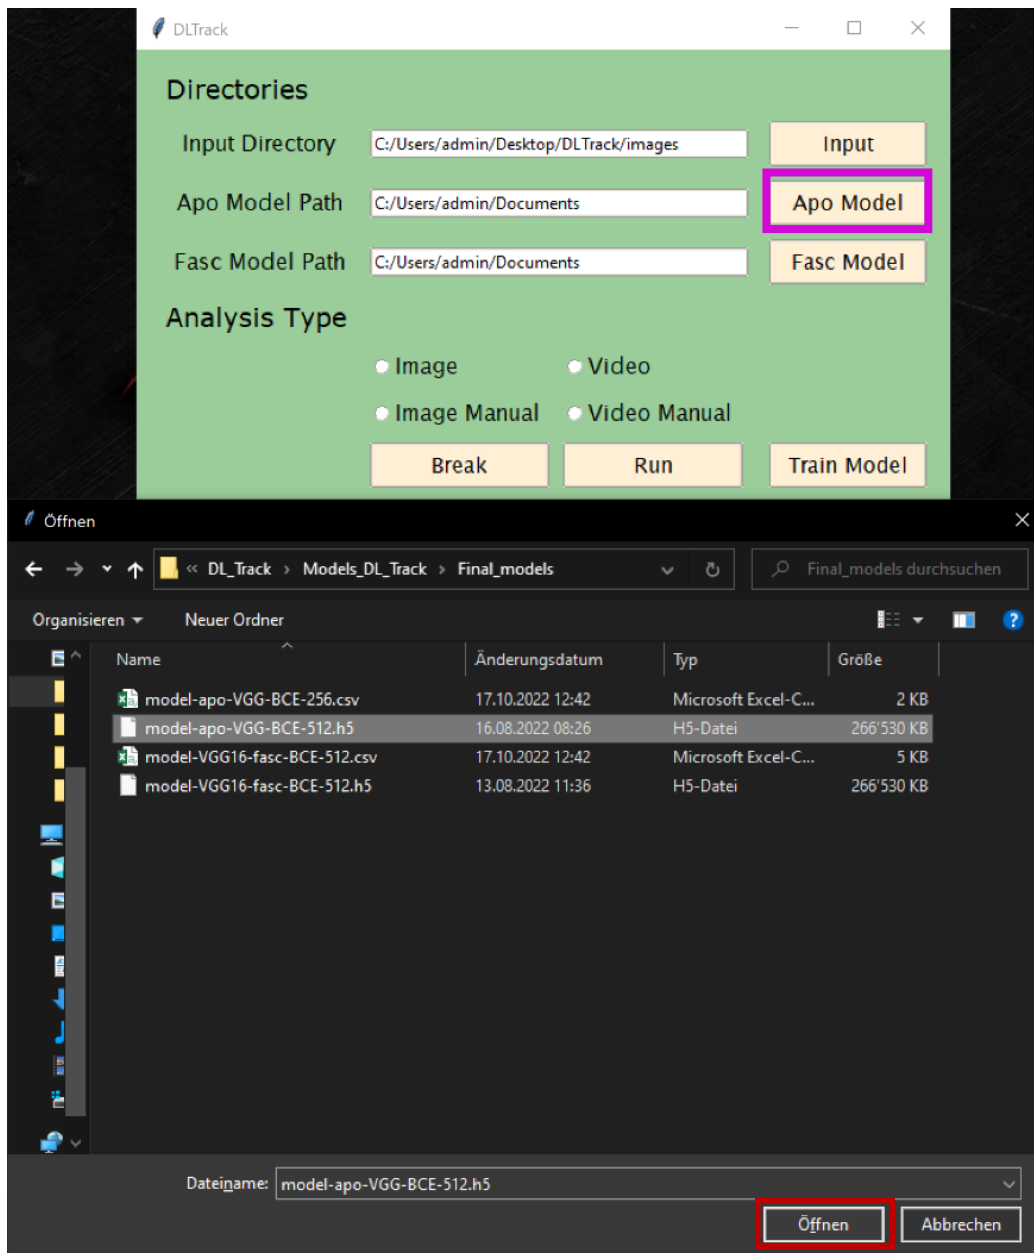 DLTrack
Directories
Input Directory C:/Users/admin/Desktop/DLTrack/images Input
Apo Model Path C:/Users/admin/Documents Apo Model
Fasc Model Path C:/Users/admin/Documents Fasc Model
Analysis Type
Image Video
Image Manual Video Manual
Break Run Train Model
Öffnen
« DL_Track › Models_DL_Track › Final_models Final_models durchsuchen
Organisieren Neuer Ordner ?
Name Änderungsdatum Typ Größe
model-apo-VGG-BCE-256.csv 17.10.2022 12:42 Microsoft Excel-C... 2 KB
model-apo-VGG-BCE-512.h5 16.08.2022 08:26 H5-Datei 266'530 KB
model-VGG16-fasc-BCE-512.csv 17.10.2022 12:42 Microsoft Excel-C... 5 KB
model-VGG16-fasc-BCE-512.h5 13.08.2022 11:36 H5-Datei 266'530 KB
Dateiname: model-apo-VGG-BCE-512.h5
Öffnen Abbrechen